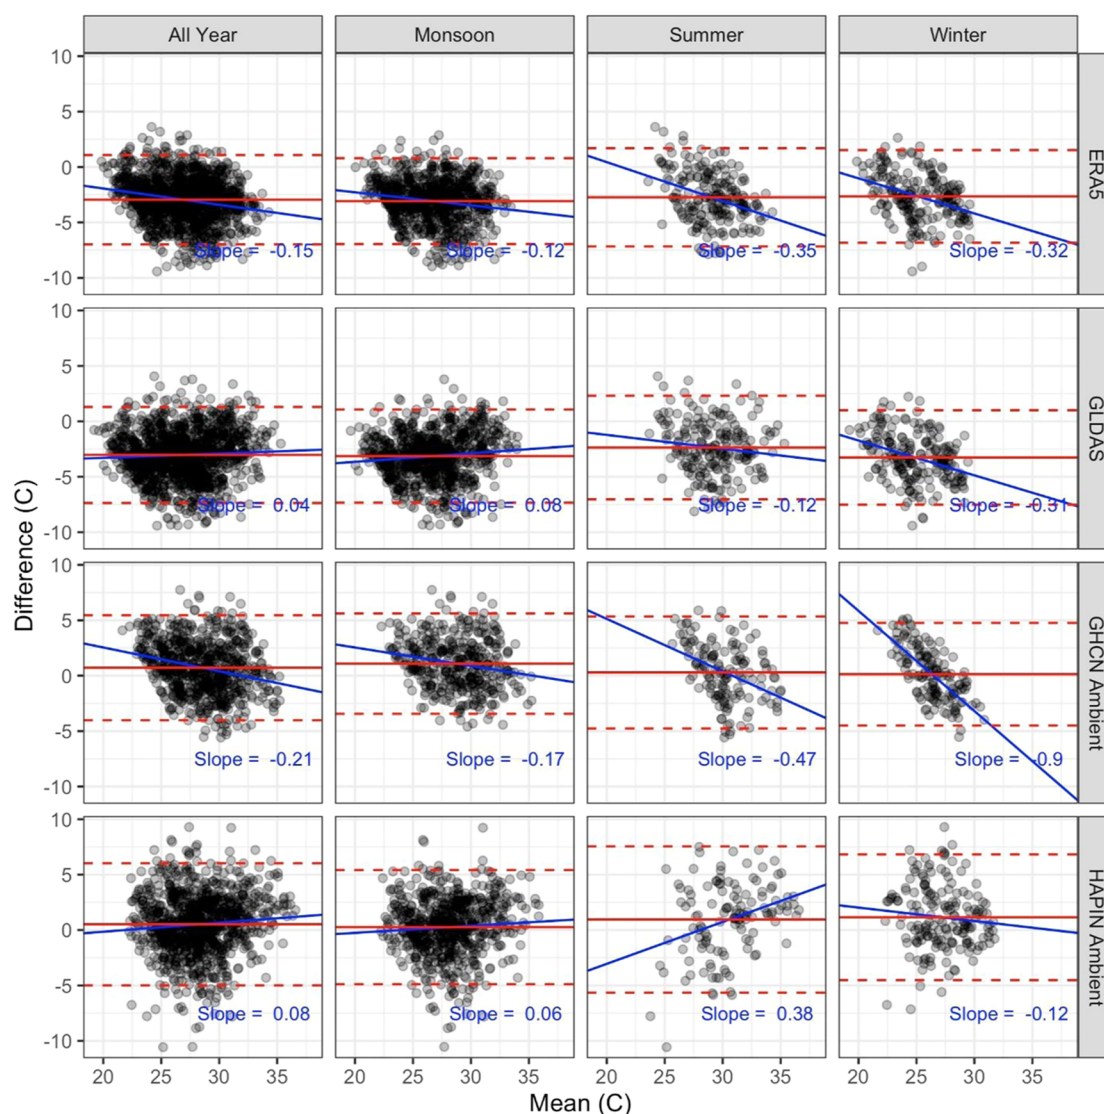 All Year Monsoon Summer Winter
10
5
0
-5
-10
Slope = -0.15 Slope = -0.12 Slope = -0.35 Slope = -0.32
ERA5
10
5
0
-5
-10
Slope = 0.04 Slope = 0.08 Slope = -0.12 Slope = -0.31
GLDAS
Difference (C)
10
5
0
-5
-10
Slope = -0.21 Slope = -0.17 Slope = -0.47 Slope = -0.9
GHCN Ambient
10
5
0
-5
-10
Slope = 0.08 Slope = 0.06 Slope = 0.38 Slope = -0.12
HAPIN Ambient
20 25 30 35 20 25 30 35 20 25 30 35 20 25 30 35
Mean (C)